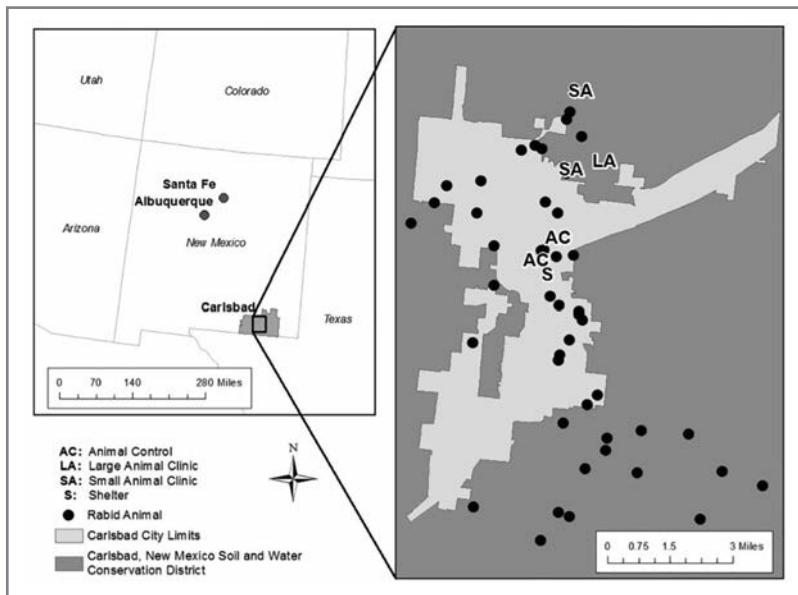 Utah
Colorado
Santa Fe
Albuquerque
Arizona
New Mexico
Carlsbad
Texas
0 70 140 280 Miles
AC: Animal Control
LA: Large Animal Clinic
SA: Small Animal Clinic
S: Shelter
Rabid Animal
Carlsbad City Limits
Carlsbad, New Mexico Soil and Water
Conservation District
N
SA
SA
LA
AC
AC
S
0 0.75 1.5 3 Miles